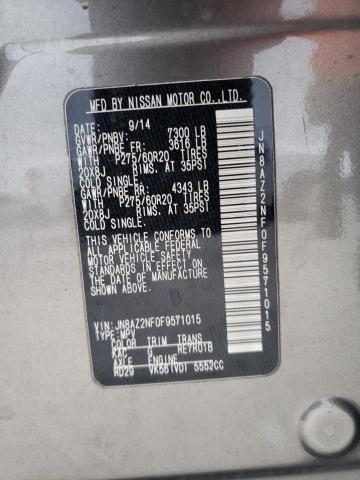 MFD BY NISSAN MOTOR CO.,LTD.
DATE: 9/14
GVWR/PNBV: 7300 LB
GAWR/PNBE FR: 3616 LB
WITH P275/60R20 TIRES
20X8J RIMS, AT 35PSI
COLD SINGLE.
GAWR/PNBE RR: 4343 LB
WITH P275/60R20 TIRES
20X8J RIMS, AT 35PSI
COLD SINGLE.
THIS VEHICLE CONFORMS TO
ALL APPLICABLE FEDERAL
MOTOR VEHICLE SAFETY
STANDARDS IN EFFECT ON
THE DATE OF MANUFACTURE
SHOWN ABOVE.
VIN: JN8AZ2NF0F9571015
TYPE: MPV
COLOR TRIM TRANS
KAC G RE7R01B
AXLE ENGINE
RD29 VK56(VD) 5552CC
JN8AZ2NF0F9571015